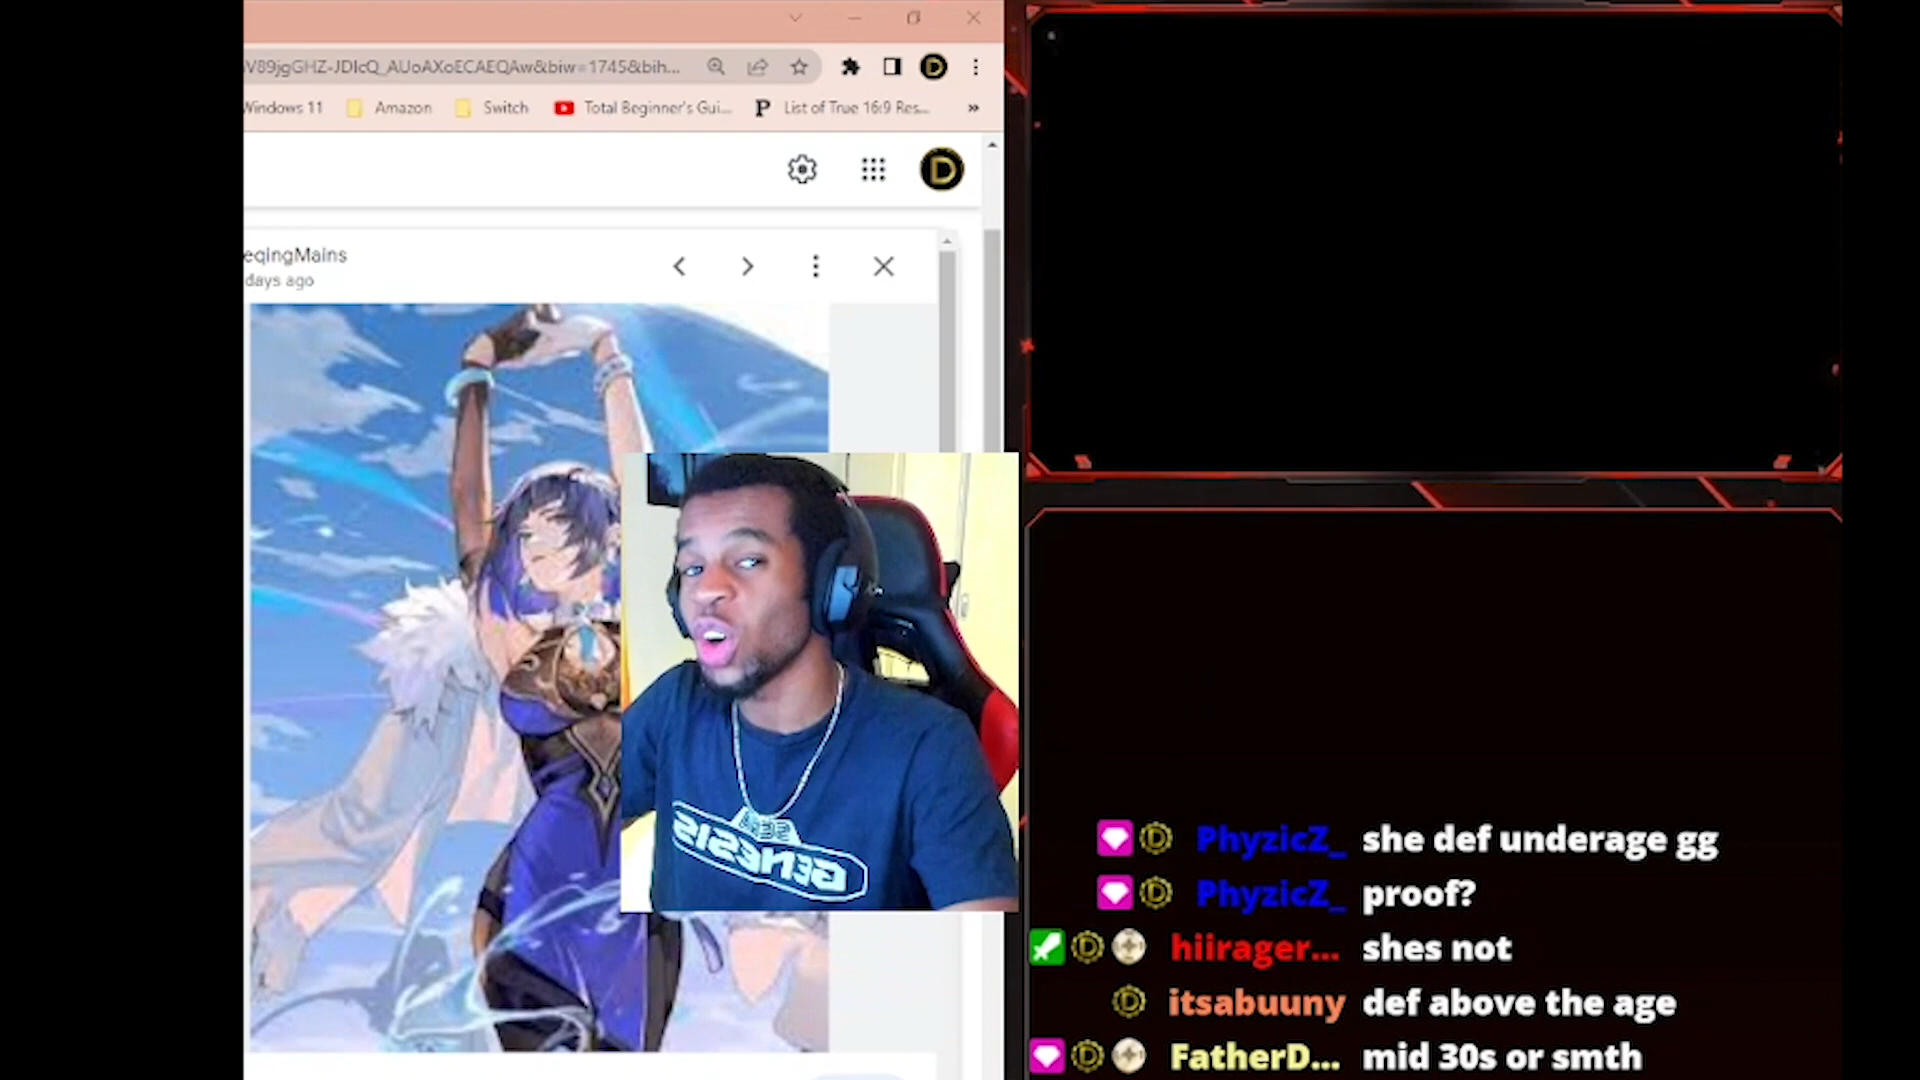 V89jgGHZ-JDIcQ_AUoAXoECAEQAw&biw=1745&bih...
Windows 11 Amazon Switch Total Beginner's Gui... P List of True 16:9 Res... »
D
eqingMains
days ago
SEGA
GENESIS
PhyzicZ_ she def underage gg
PhyzicZ_ proof?
hiirager... shes not
itsabuuny def above the age
FatherD... mid 30s or smth